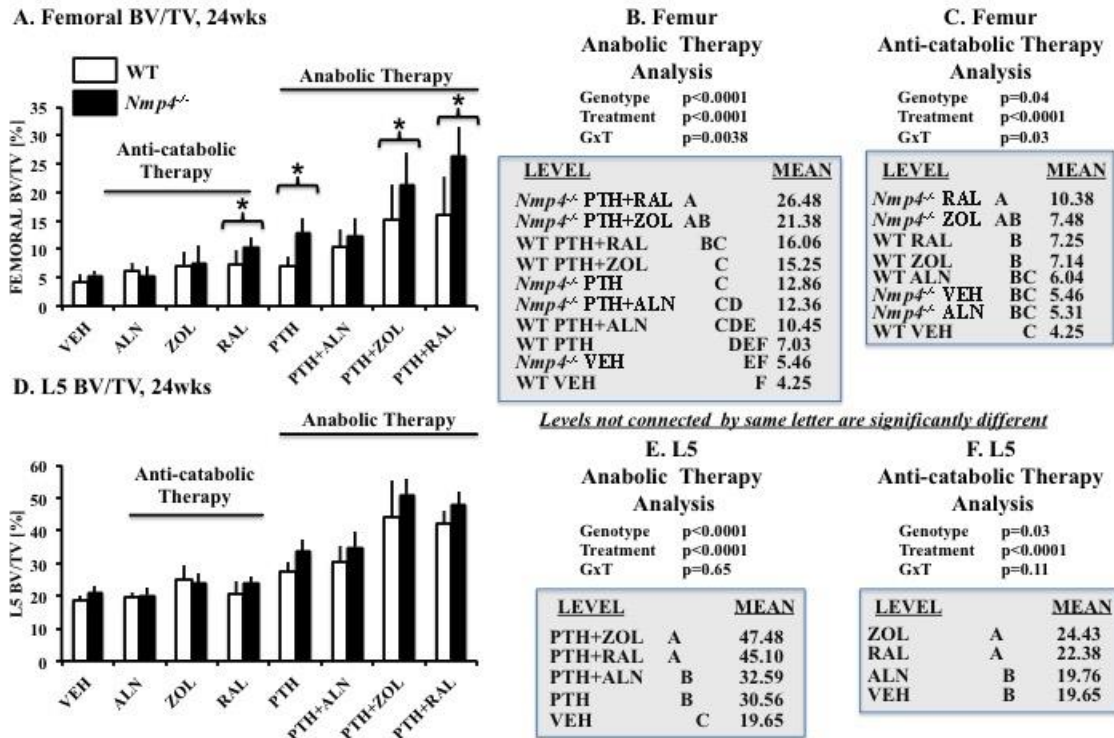 A. Femoral BV/TV, 24wks
WT
Nmp4-/-
Anabolic Therapy
Anti-catabolic
Therapy
* * * *
FEMORAL BV/TV [%]
35
30
25
20
15
10
5
0
VEH ALN ZOL RAL PTH PTH+ALN PTH+ZOL PTH+RAL
B. Femur
Anabolic Therapy
Analysis
Genotype p<0.0001
Treatment p<0.0001
GxT p=0.0038
LEVEL MEAN
Nmp4-/- PTH+RAL A 26.48
Nmp4-/- PTH+ZOL AB 21.38
WT PTH+RAL BC 16.06
WT PTH+ZOL C 15.25
Nmp4-/- PTH C 12.86
Nmp4-/- PTH+ALN CD 12.36
WT PTH+ALN CDE 10.45
WT PTH DEF 7.03
Nmp4-/- VEH EF 5.46
WT VEH F 4.25
C. Femur
Anti-catabolic Therapy
Analysis
Genotype p=0.04
Treatment p<0.0001
GxT p=0.03
LEVEL MEAN
Nmp4-/- RAL A 10.38
Nmp4-/- ZOL AB 7.48
WT RAL B 7.25
WT ZOL B 7.14
WT ALN BC 6.04
Nmp4-/- VEH BC 5.46
Nmp4-/- ALN BC 5.31
WT VEH C 4.25
Levels not connected by same letter are significantly different
D. L5 BV/TV, 24wks
Anabolic Therapy
Anti-catabolic
Therapy
L5 BV/TV [%]
60
50
40
30
20
10
0
VEH ALN ZOL RAL PTH PTH+ALN PTH+ZOL PTH+RAL
E. L5
Anabolic Therapy
Analysis
Genotype p<0.0001
Treatment p<0.0001
GxT p=0.65
LEVEL MEAN
PTH+ZOL A 47.48
PTH+RAL A 45.10
PTH+ALN B 32.59
PTH B 30.56
VEH C 19.65
F. L5
Anti-catabolic Therapy
Analysis
Genotype p=0.03
Treatment p<0.0001
GxT p=0.11
LEVEL MEAN
ZOL A 24.43
RAL A 22.38
ALN B 19.76
VEH B 19.65